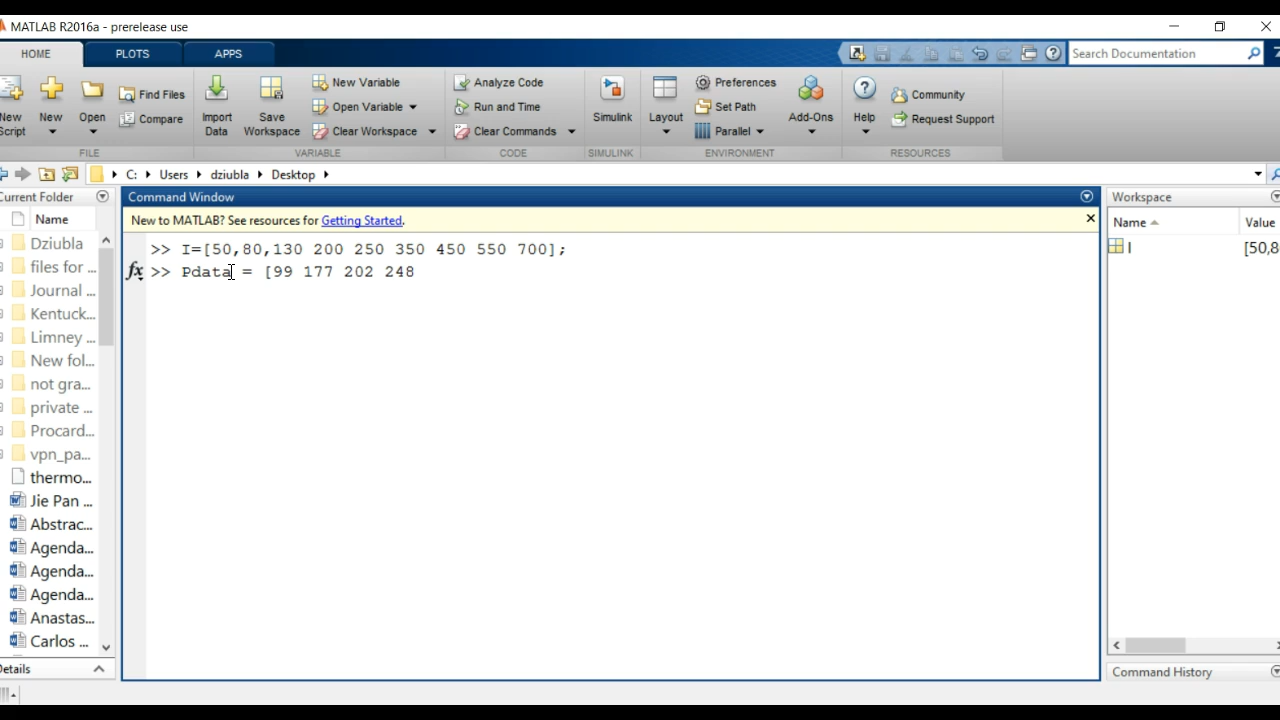 MATLAB R2016a - prerelease use
HOME
PLOTS
APPS
Search Documentation
New Script
New
Open
Find Files
Compare
Import Data
Save Workspace
New Variable
Open Variable
Clear Workspace
Analyze Code
Run and Time
Clear Commands
Simulink
Layout
Preferences
Set Path
Parallel
Add-Ons
Help
Community
Request Support
FILE
VARIABLE
CODE
SIMULINK
ENVIRONMENT
RESOURCES
C:
Users
dziubla
Desktop
Current Folder
Name
Dziubla
files for ...
Journal ...
Kentuck...
Limney ...
New fol...
not gra...
private ...
Procard...
vpn_pa...
thermo...
Jie Pan ...
Abstrac...
Agenda...
Agenda...
Agenda...
Anastas...
Carlos ...
Details
Command Window
New to MATLAB? See resources for Getting Started.
>> I=[50,80,130 200 250 350 450 550 700];
fx >> Pdata = [99 177 202 248
Workspace
Name
Value
I
[50,8
Command History